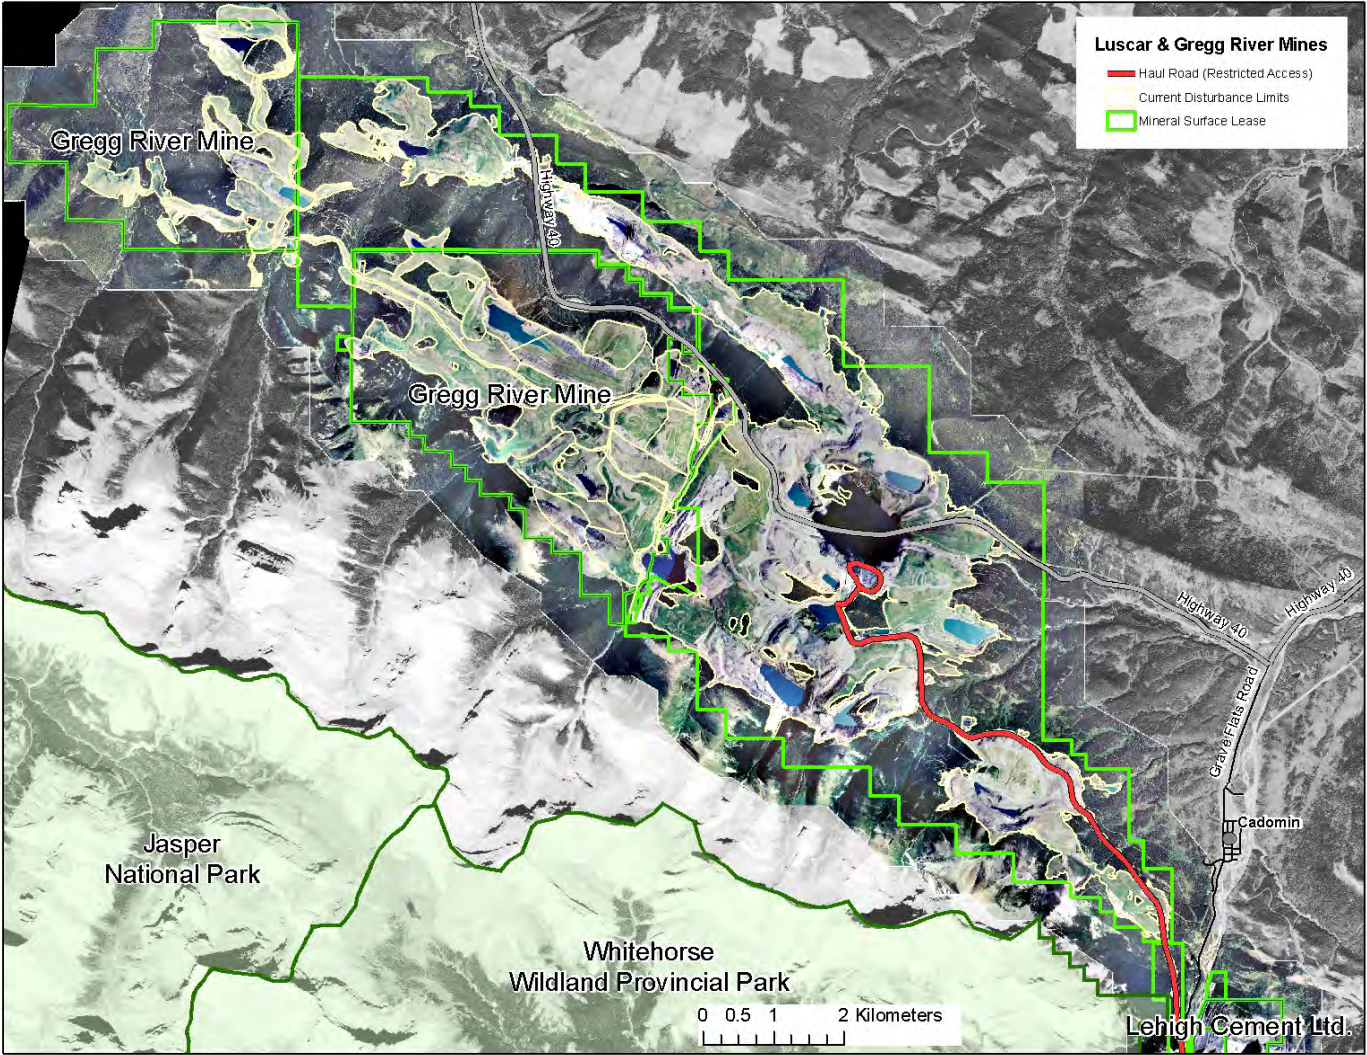 Luscar & Gregg River Mines
Haul Road (Restricted Access)
Current Disturbance Limits
Mineral Surface Lease
Gregg River Mine
Highway 40
Gregg River Mine
Highway 40
Highway 40
Grave Flats Road
Cadomin
Jasper
National Park
Whitehorse
Wildland Provincial Park
0 0.5 1 2 Kilometers
Lehigh Cement Ltd.